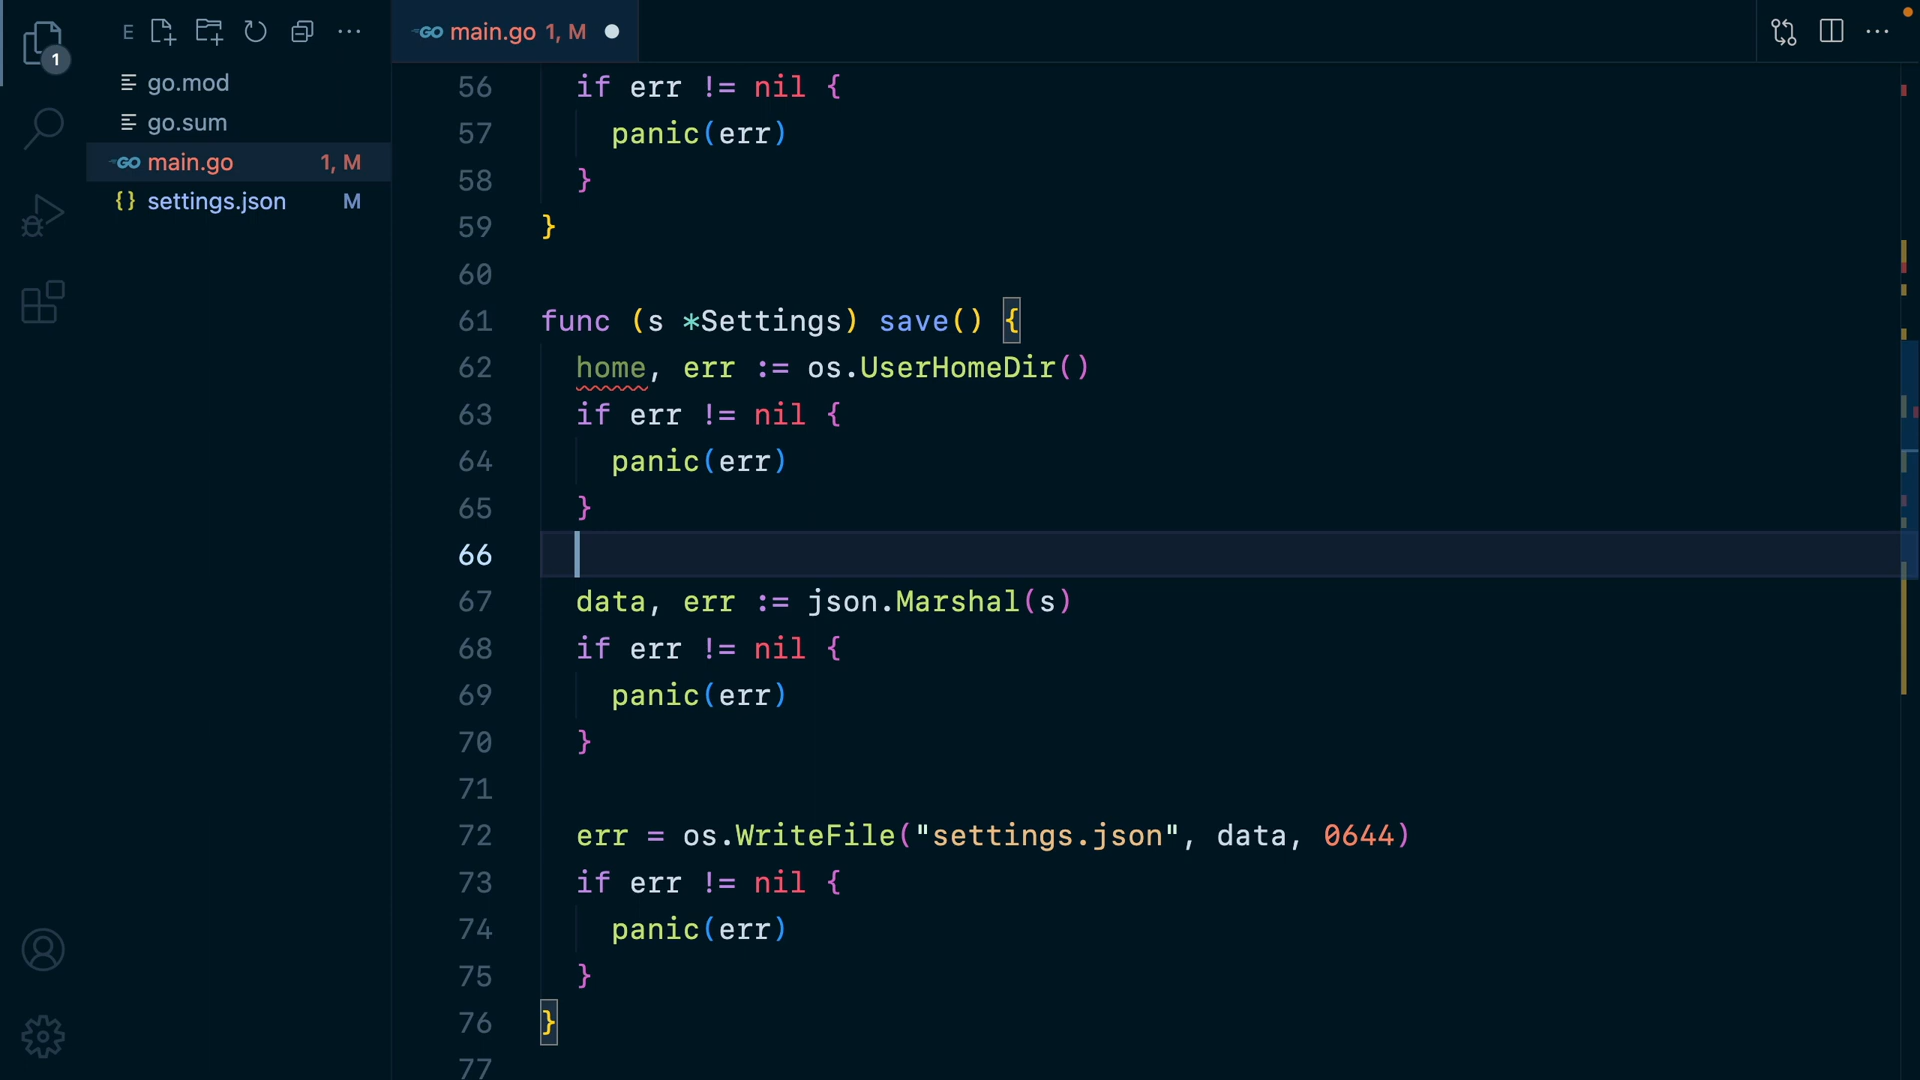 E
1
go.mod
go.sum
GO main.go 1, M
{} settings.json M
GO main.go 1, M
56 if err != nil {
57 panic(err)
58 }
59 }
60
61 func (s *Settings) save() {
62 home, err := os.UserHomeDir()
63 if err != nil {
64 panic(err)
65 }
66
67 data, err := json.Marshal(s)
68 if err != nil {
69 panic(err)
70 }
71
72 err = os.WriteFile("settings.json", data, 0644)
73 if err != nil {
74 panic(err)
75 }
76 }
77